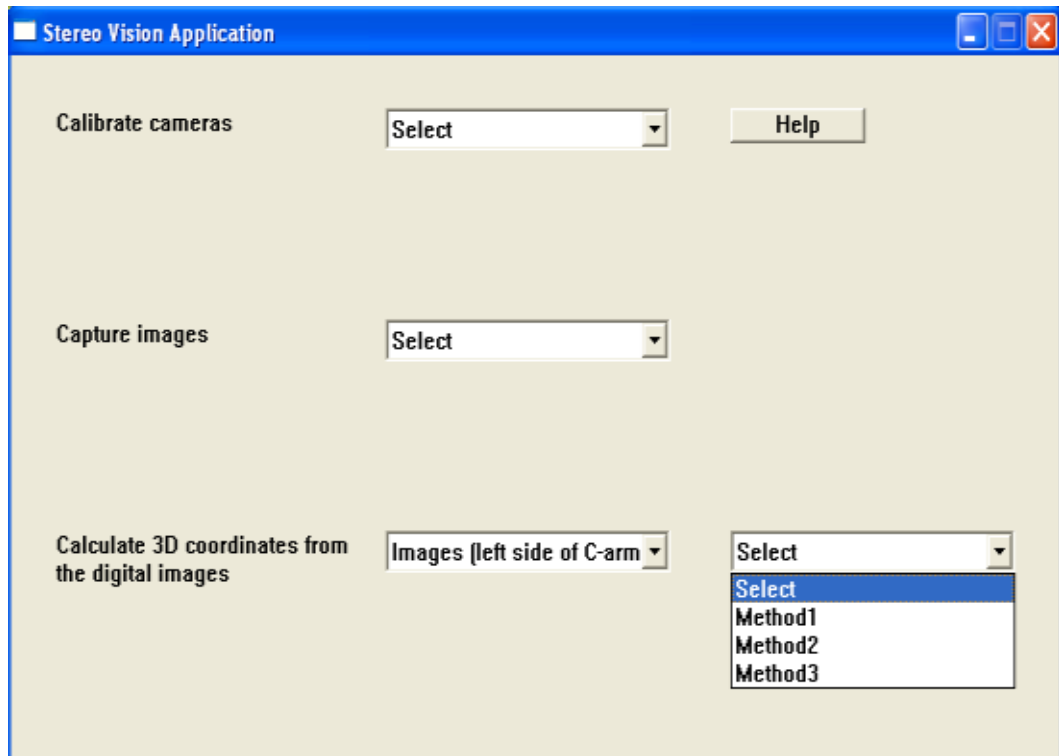 Stereo Vision Application
Calibrate cameras
Select
Help
Capture images
Select
Calculate 3D coordinates from
the digital images
Images (left side of C-arm
Select
Select
Method1
Method2
Method3